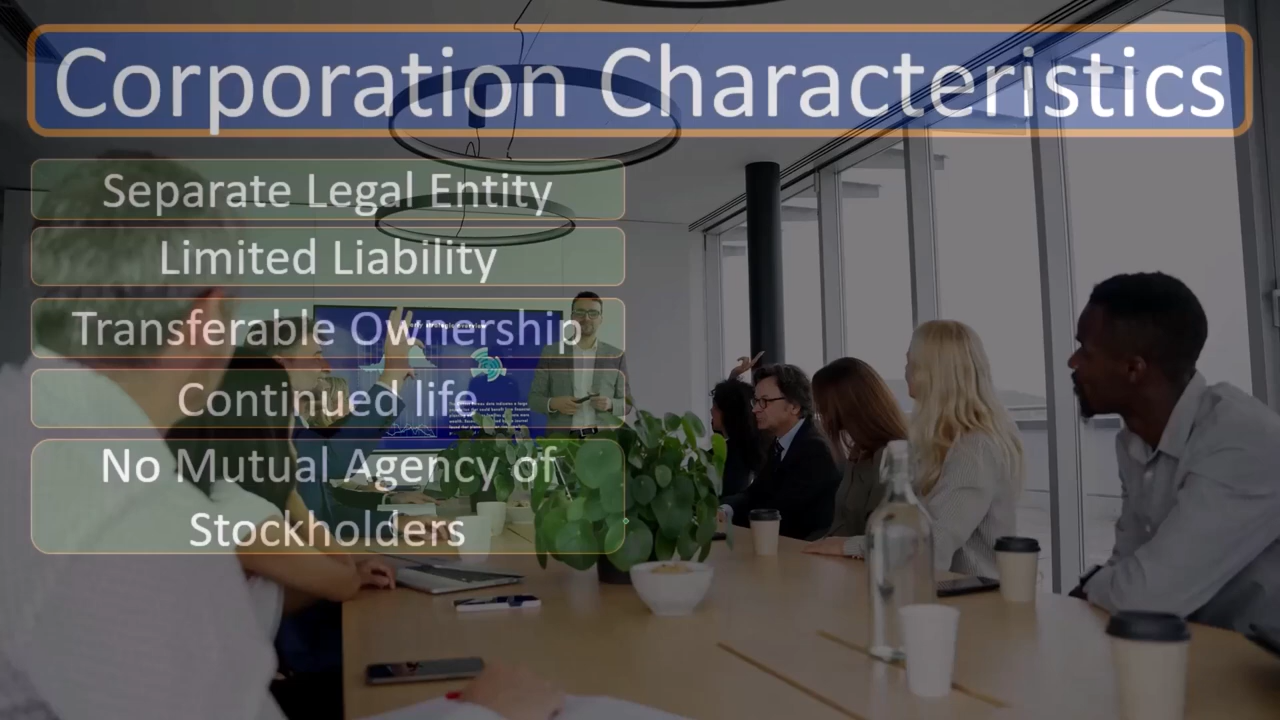 Corporation Characteristics
Separate Legal Entity
Limited Liability
Transferable Ownership
Continued life
No Mutual Agency of
Stockholders